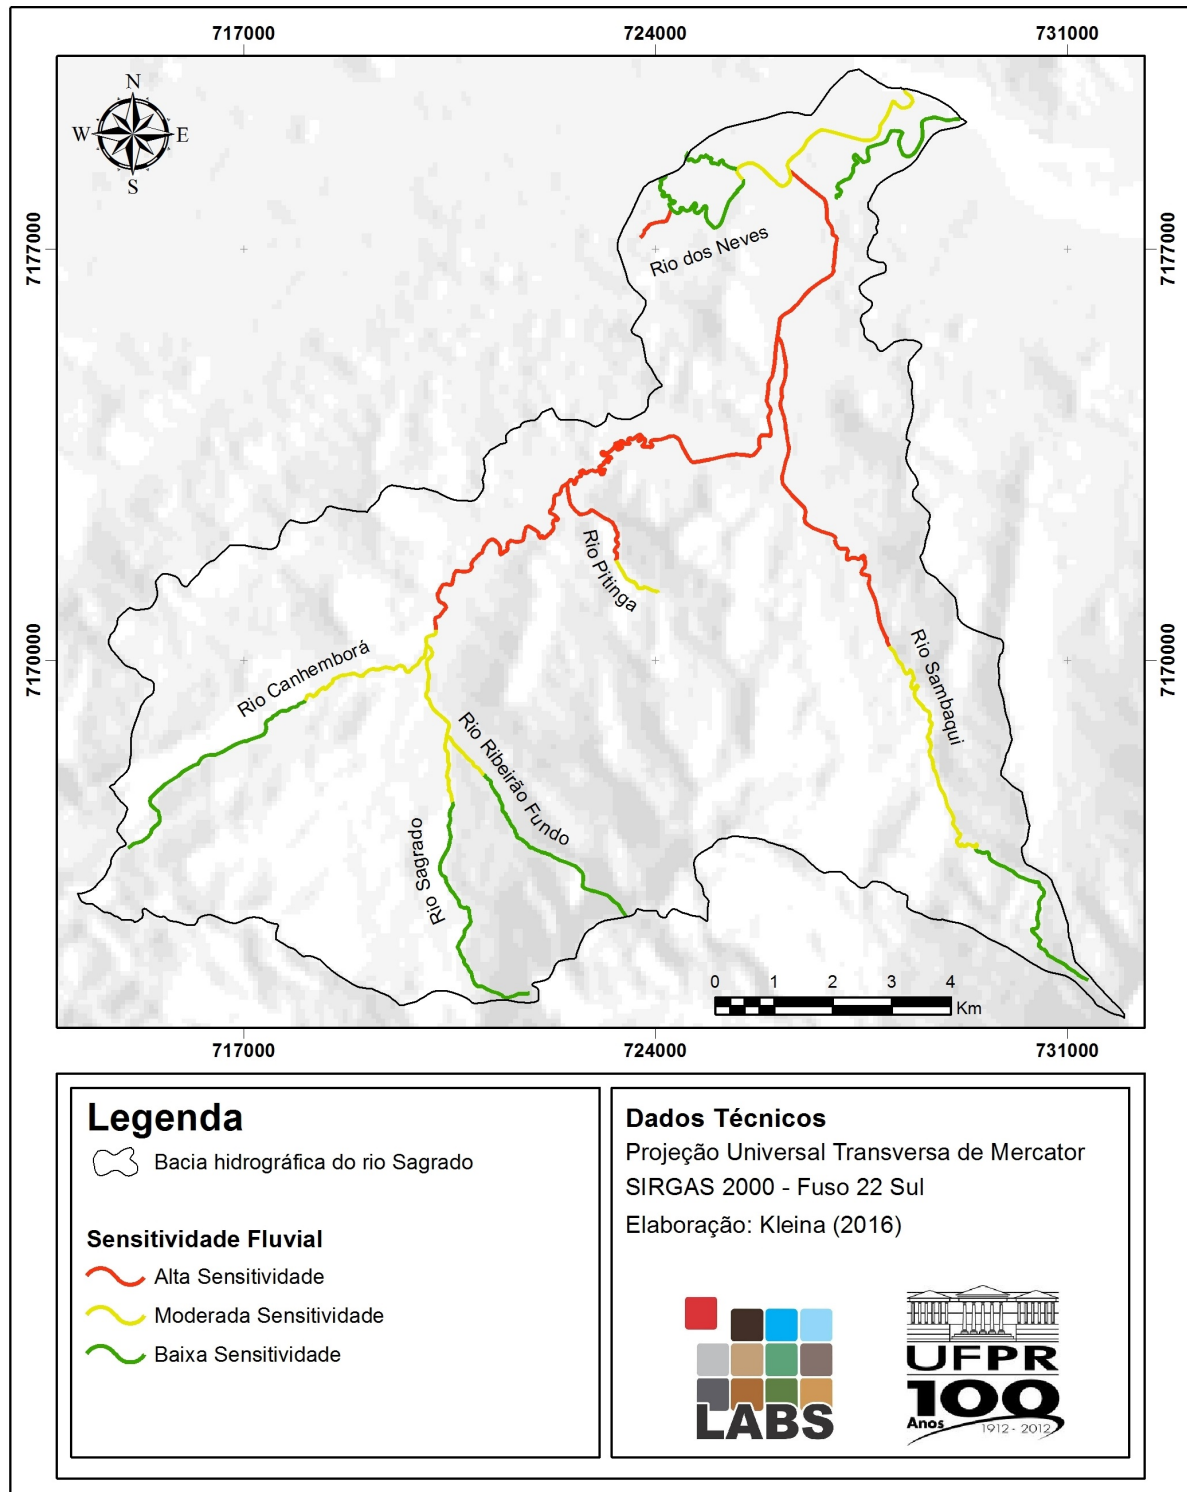 717000 724000 731000
N
W E
S
7177000 7177000
Rio dos Neves
Rio Pitinga
7170000 7170000
Rio Canhemborá
Rio Sambaqui
Rio Ribeirão Fundo
Rio Sagrado
0 1 2 3 4
Km
717000 724000 731000
Legenda
Bacia hidrográfica do rio Sagrado
Sensitividade Fluvial
Alta Sensitividade
Moderada Sensitividade
Baixa Sensitividade
Dados Técnicos
Projeção Universal Transversa de Mercator
SIRGAS 2000 - Fuso 22 Sul
Elaboração: Kleina (2016)
LABS
UFPR
100
Anos
1912 - 2012